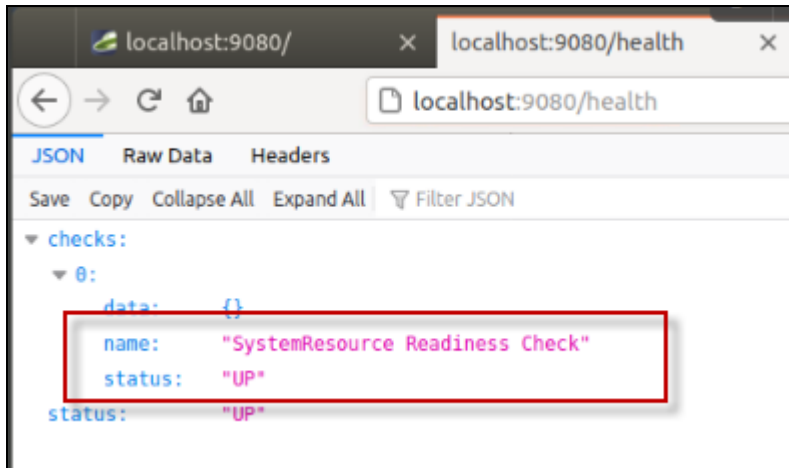 localhost:9080/ × localhost:9080/health ×
localhost:9080/health
JSON Raw Data Headers
Save Copy Collapse All Expand All Filter JSON
checks:
0:
data: {}
name: "SystemResource Readiness Check"
status: "UP"
status: "UP"